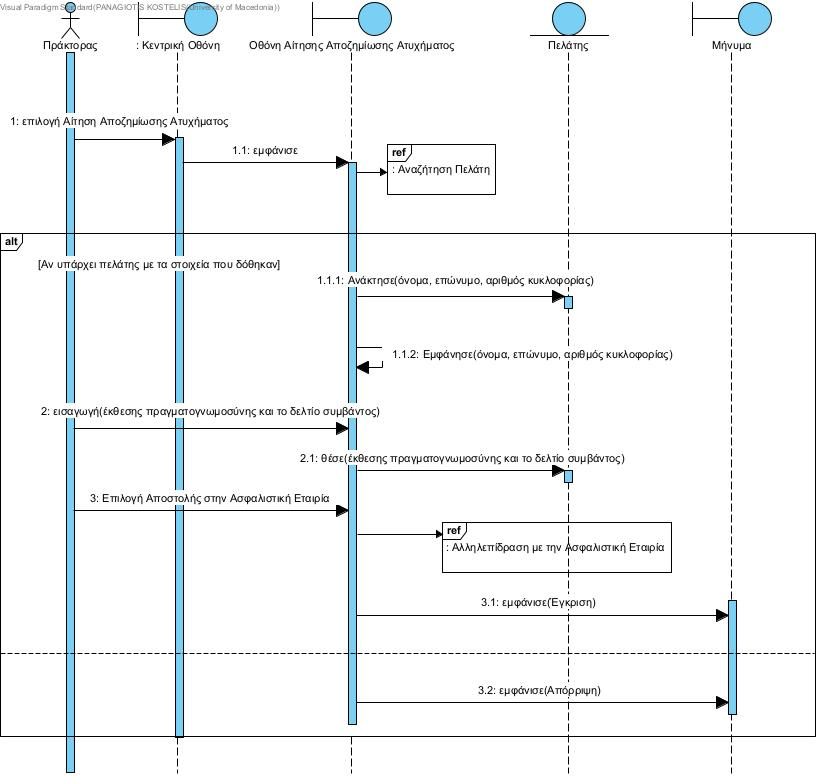 Visual Paradigm Standard(PANAGIOTIS KOSTELIS(University of Macedonia))
Πράκτορας
: Κεντρική Οθόνη
Οθόνη Αίτησης Αποζημίωσης Ατυχήματος
Πελάτης
Μήνυμα
1: επιλογή Αίτηση Αποζημίωσης Ατυχήματος
1.1: εμφάνισε
ref
: Αναζήτηση Πελάτη
alt
[Αν υπάρχει πελάτης με τα στοιχεία που δόθηκαν]
1.1.1: Ανάκτησε(όνομα, επώνυμο, αριθμός κυκλοφορίας)
1.1.2: Εμφάνησε(όνομα, επώνυμο, αριθμός κυκλοφορίας)
2: εισαγωγή(έκθεσης πραγματογνωμοσύνης και το δελτίο συμβάντος)
2.1: θέσε(έκθεσης πραγματογνωμοσύνης και το δελτίο συμβάντος)
3: Επιλογή Αποστολής στην Ασφαλιστική Εταιρία
ref
: Αλληλεπίδραση με την Ασφαλιστική Εταιρία
3.1: εμφάνισε(Έγκριση)
3.2: εμφάνισε(Απόρριψη)